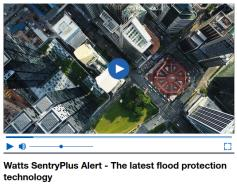 Watts SentryPlus Alert - The latest flood protection
technology